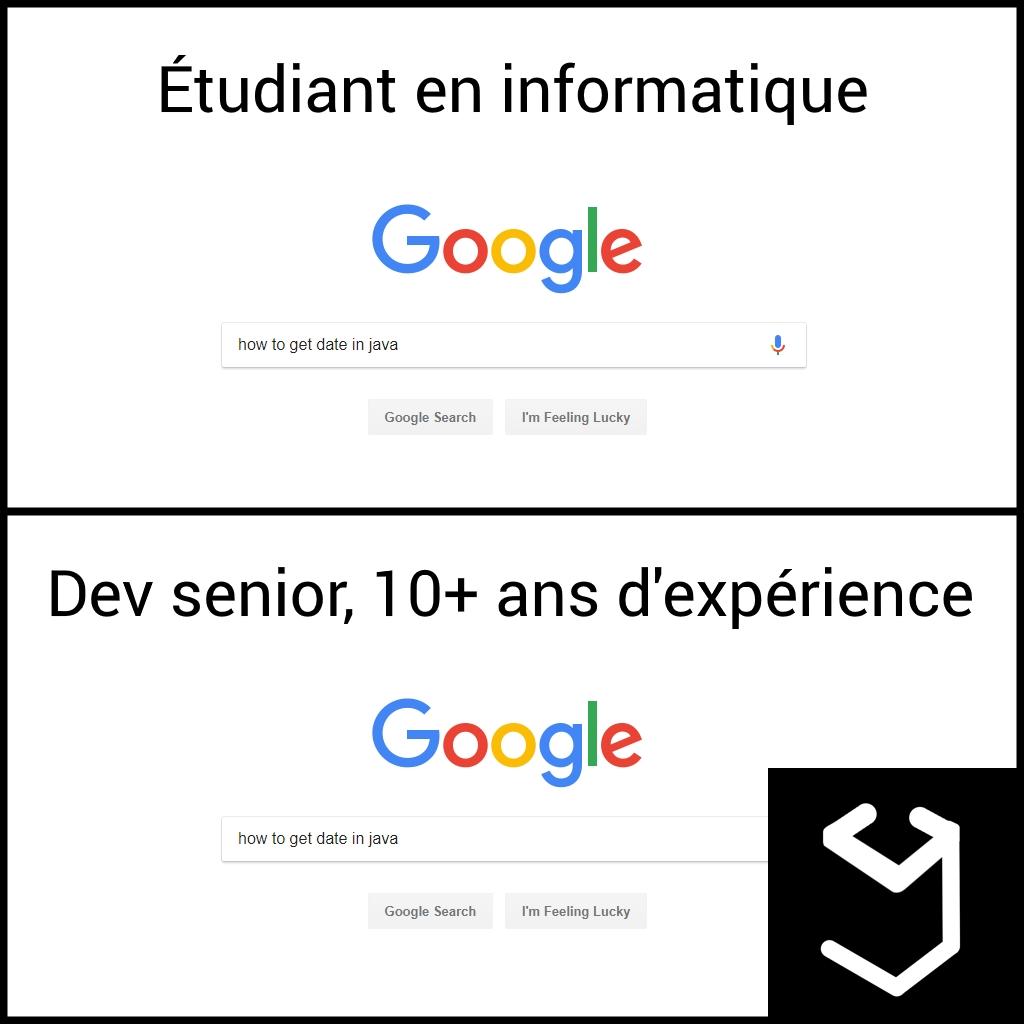 Étudiant en informatique
Google
how to get date in java
Google Search
I'm Feeling Lucky
Dev senior, 10+ ans d'expérience
Google
how to get date in java
Google Search
I'm Feeling Lucky